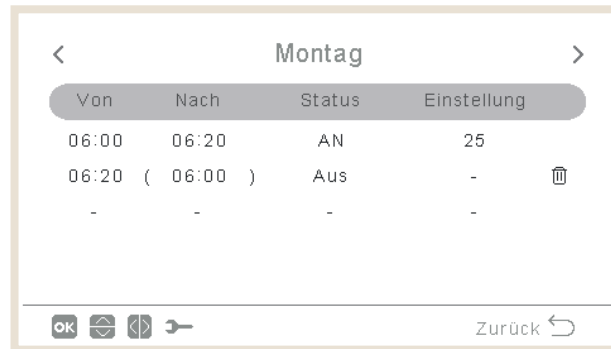 Montag
Von Nach Status Einstellung
06:00 06:20 AN 25
06:20 ( 06:00 ) Aus -
- - - -
OK Zurück